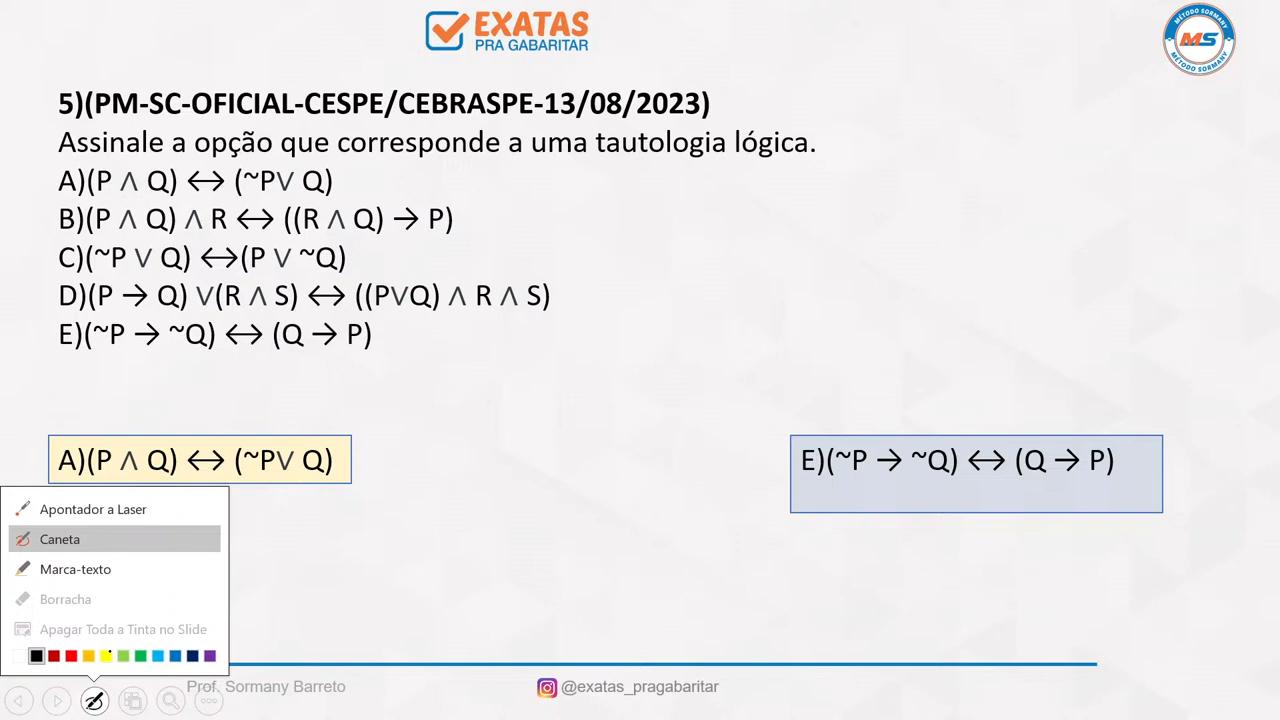 EXATAS
PRA GABARITAR
MÉTODO SORMANY
MS
MÉTODO SORMANY
5)(PM-SC-OFICIAL-CESPE/CEBRASPE-13/08/2023)
Assinale a opção que corresponde a uma tautologia lógica.
A)(P ∧ Q) ↔ (~P∨ Q)
B)(P ∧ Q) ∧ R ↔ ((R ∧ Q) → P)
C)(~P ∨ Q) ↔(P ∨ ~Q)
D)(P → Q) ∨(R ∧ S) ↔ ((P∨Q) ∧ R ∧ S)
E)(~P → ~Q) ↔ (Q → P)
A)(P ∧ Q) ↔ (~P∨ Q)
E)(~P → ~Q) ↔ (Q → P)
Apontador a Laser
Caneta
Marca-texto
Borracha
Apagar Toda a Tinta no Slide
Prof. Sormany Barreto
@exatas_pragabaritar